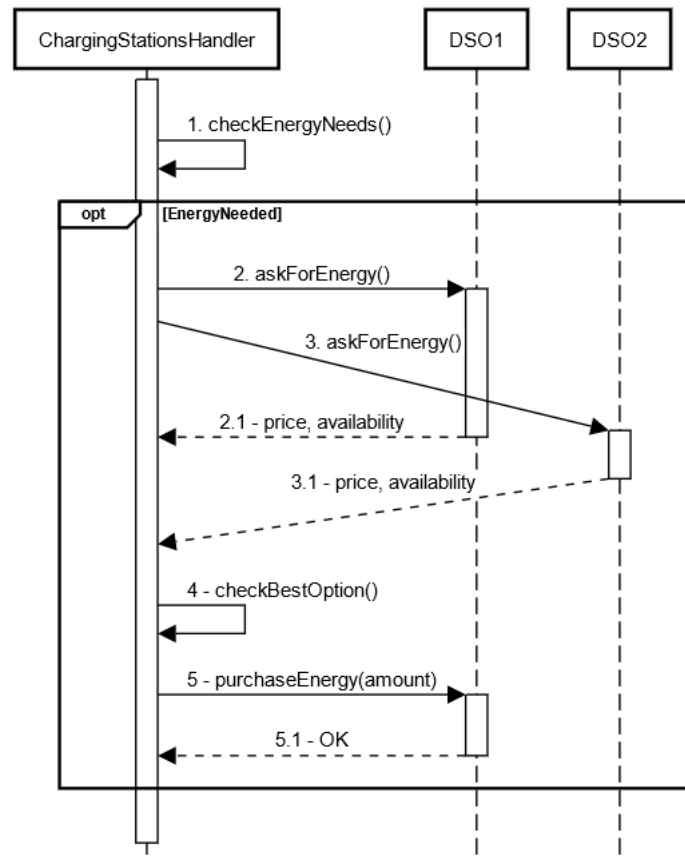 ChargingStationsHandler
DSO1
DSO2
1. checkEnergyNeeds()
opt
[EnergyNeeded]
2. askForEnergy()
3. askForEnergy()
2.1 - price, availability
3.1 - price, availability
4 - checkBestOption()
5 - purchaseEnergy(amount)
5.1 - OK